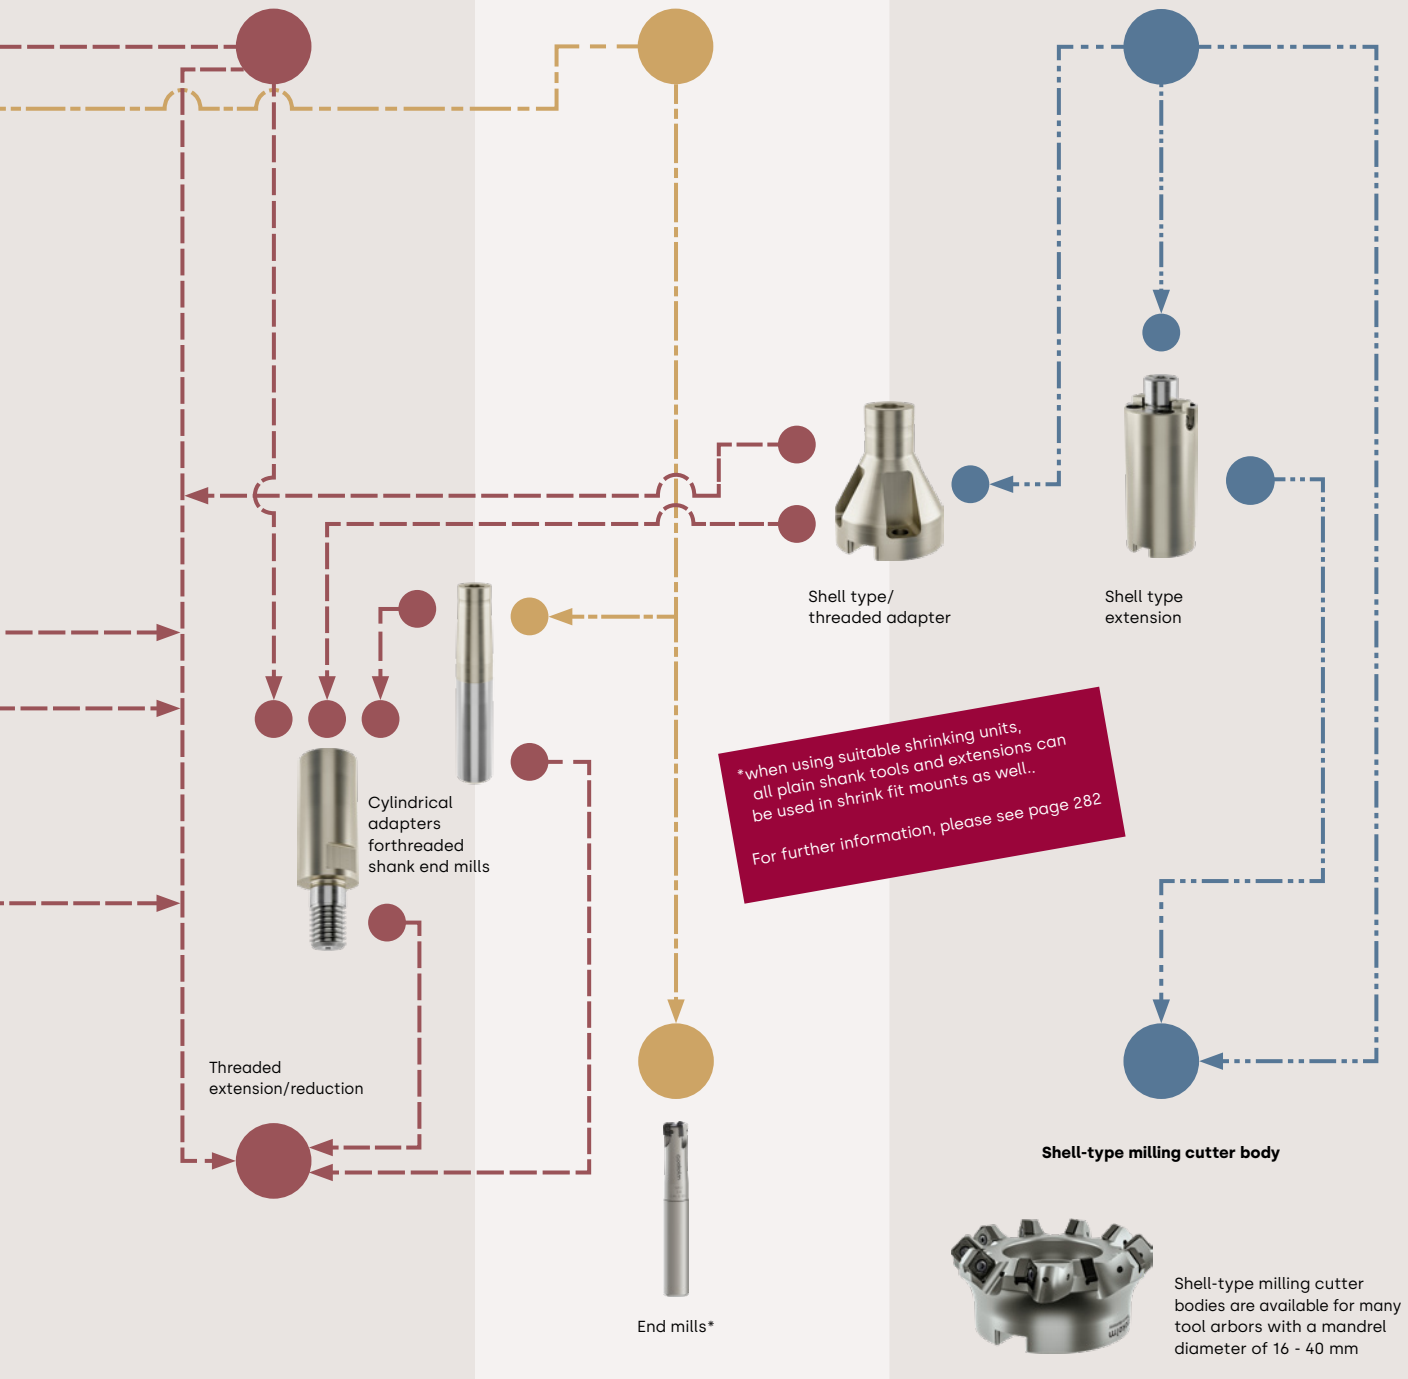 Shell type/
threaded adapter
Shell type
extension
*when using suitable shrinking units,
all plain shank tools and extensions can
be used in shrink fit mounts as well..
For further information, please see page 282
Cylindrical
adapters
forthreaded
shank end mills
Threaded
extension/reduction
Shell-type milling cutter body
Shell-type milling cutter
bodies are available for many
tool arbors with a mandrel
diameter of 16 - 40 mm
End mills*